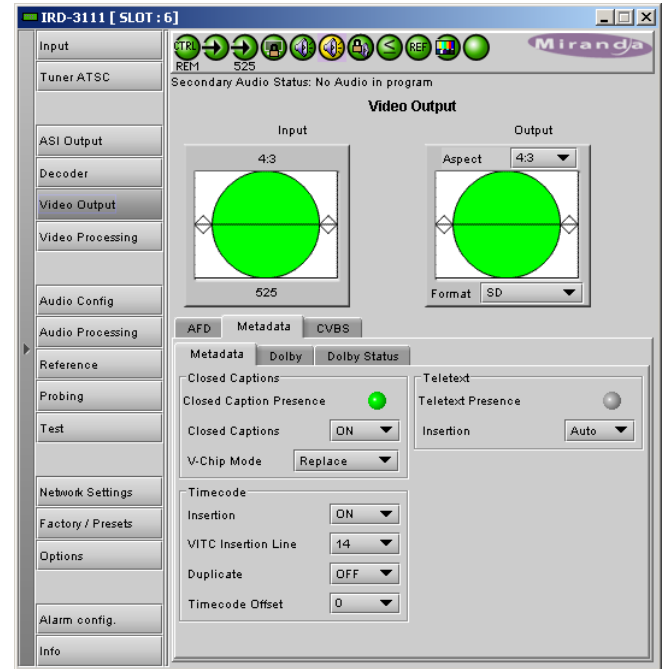 IRD-3111 [ SLOT : 6]
Input
Tuner ATSC
ASI Output
Decoder
Video Output
Video Processing
Audio Config
Audio Processing
Reference
Probing
Test
Network Settings
Factory / Presets
Options
Alarm config.
Info
CTRL
REF
Miranda
REM 525
Secondary Audio Status: No Audio in program
Video Output
Input
4:3
525
Output
Aspect 4:3
Format SD
AFD Metadata CVBS
Metadata Dolby Dolby Status
Closed Captions
Closed Caption Presence
Closed Captions ON
V-Chip Mode Replace
Timecode
Insertion ON
VITC Insertion Line 14
Duplicate OFF
Timecode Offset 0
Teletext
Teletext Presence
Insertion Auto